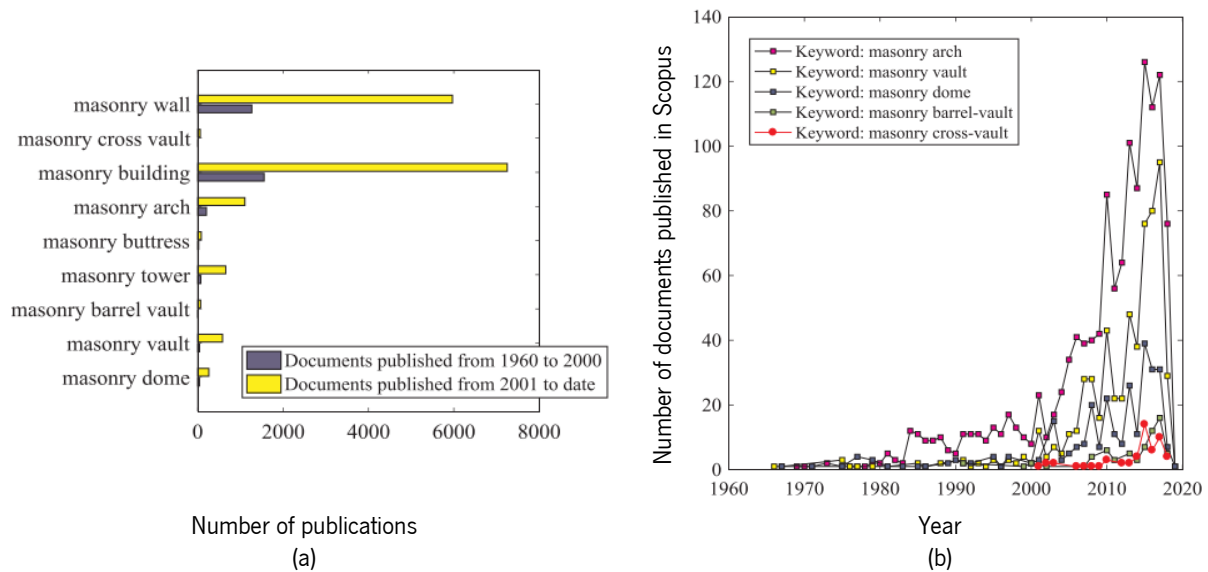 masonry wall
masonry cross vault
masonry building
masonry arch
masonry buttress
masonry tower
masonry barrel vault
masonry vault
masonry dome
Documents published from 1960 to 2000
Documents published from 2001 to date
0 2000 4000 6000 8000
Number of publications
(a)
Number of documents published in Scopus
140
120
100
80
60
40
20
0
Keyword: masonry arch
Keyword: masonry vault
Keyword: masonry dome
Keyword: masonry barrel-vault
Keyword: masonry cross-vault
1960 1970 1980 1990 2000 2010 2020
Year
(b)